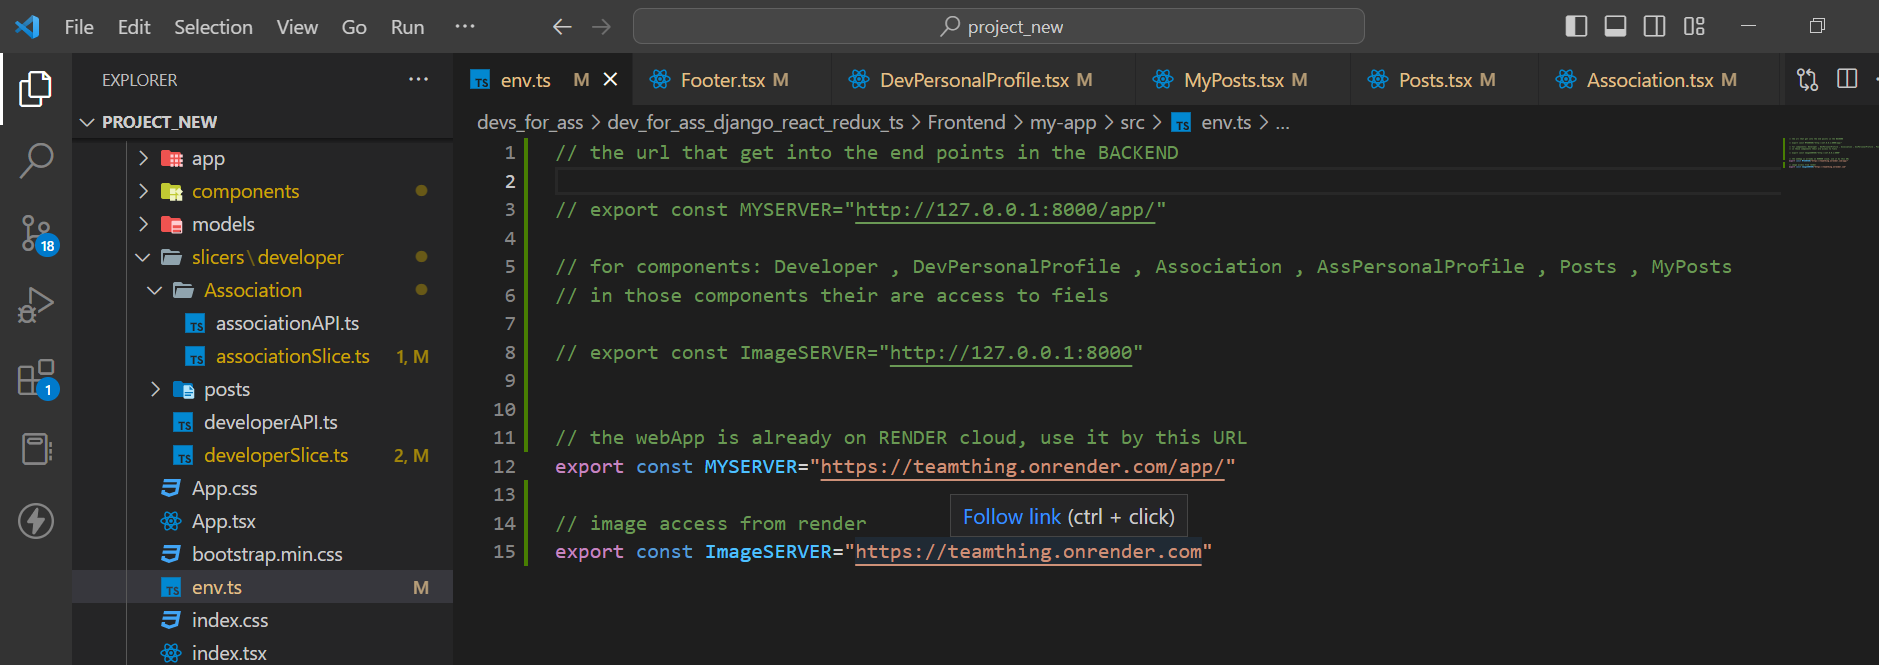 File Edit Selection View Go Run ···
project_new
EXPLORER ···
PROJECT_NEW
app
components
models
slicers\developer
Association
associationAPI.ts
associationSlice.ts 1, M
posts
developerAPI.ts
developerSlice.ts 2, M
App.css
App.tsx
bootstrap.min.css
env.ts M
index.css
index.tsx
18
1
TS env.ts M Footer.tsx M DevPersonalProfile.tsx M MyPosts.tsx M Posts.tsx M Association.tsx M
devs_for_ass > dev_for_ass_django_react_redux_ts > Frontend > my-app > src > TS env.ts > ...
1 // the url that get into the end points in the BACKEND
2
3 // export const MYSERVER="http://127.0.0.1:8000/app/"
4
5 // for components: Developer , DevPersonalProfile , Association , AssPersonalProfile , Posts , MyPosts
6 // in those components their are access to fiels
7
8 // export const ImageSERVER="http://127.0.0.1:8000"
9
10
11 // the webApp is already on RENDER cloud, use it by this URL
12 export const MYSERVER="https://teamthing.onrender.com/app/"
13
Follow link (ctrl + click)
14 // image access from render
15 export const ImageSERVER="https://teamthing.onrender.com"